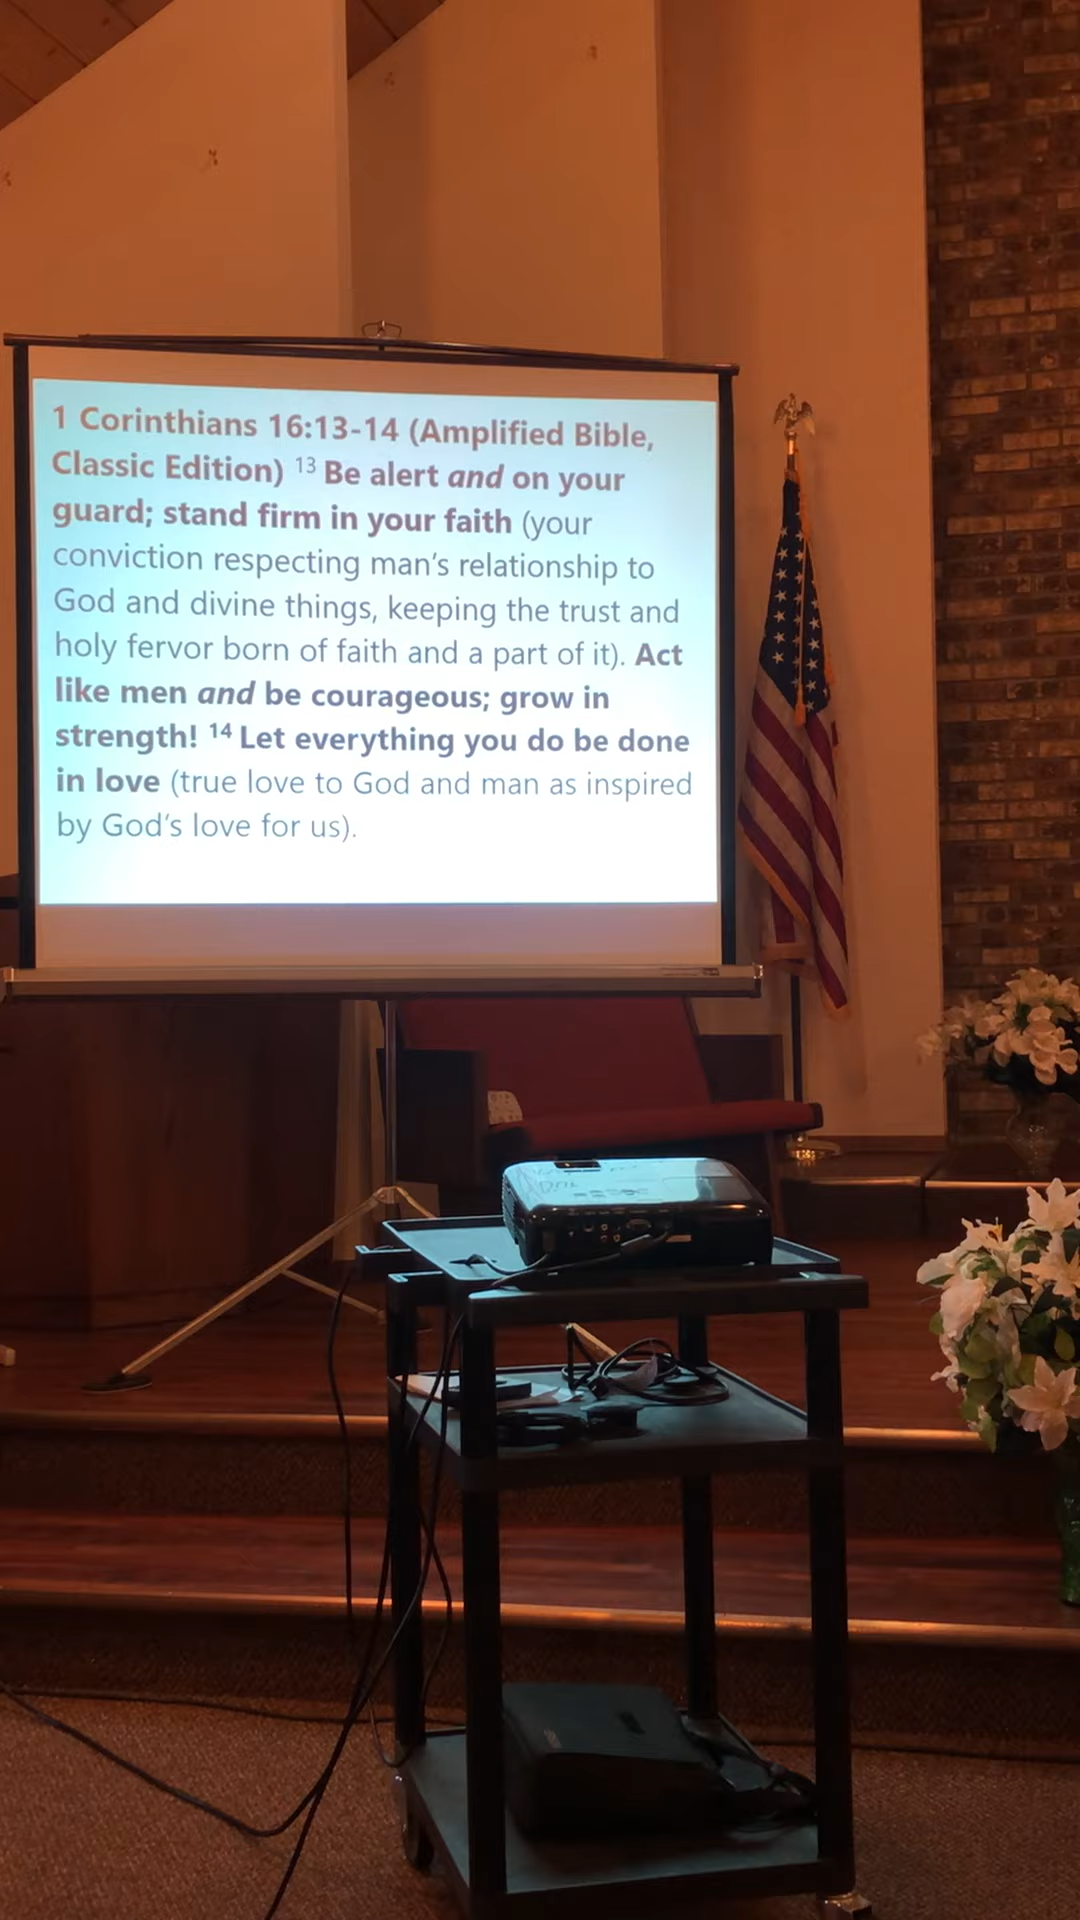 1 Corinthians 16:13-14 (Amplified Bible,
Classic Edition) 13 Be alert and on your
guard; stand firm in your faith (your
conviction respecting man's relationship to
God and divine things, keeping the trust and
holy fervor born of faith and a part of it). Act
like men and be courageous; grow in
strength! 14 Let everything you do be done
in love (true love to God and man as inspired
by God's love for us).